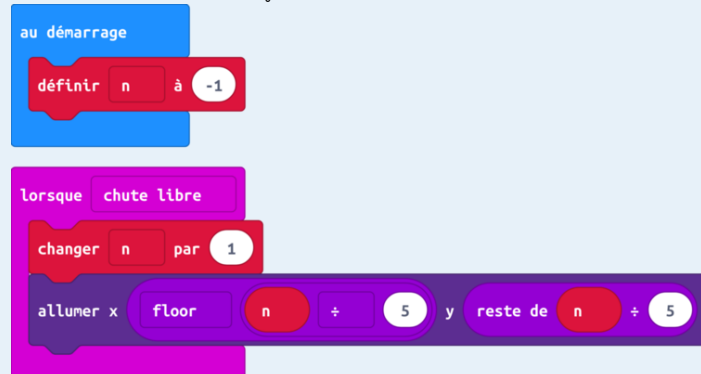 au démarrage
définir n à -1
lorsque chute libre
changer n par 1
allumer x floor n ÷ 5 y reste de n ÷ 5